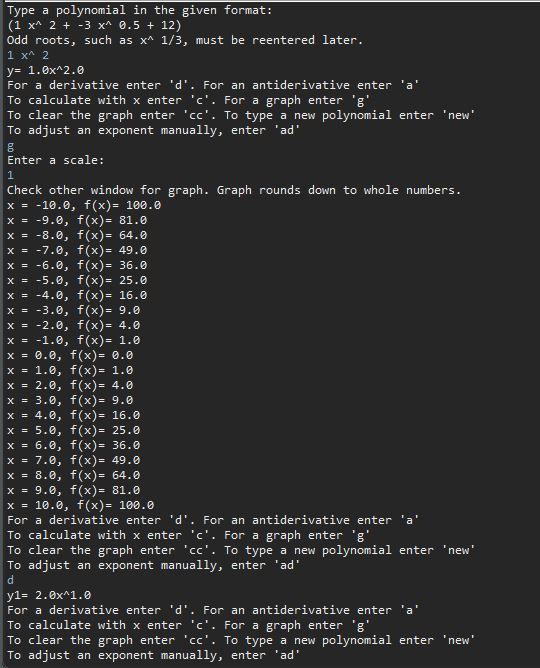 Type a polynomial in the given format:
(1 x^ 2 + -3 x^ 0.5 + 12)
Odd roots, such as x^ 1/3, must be reentered later.
1 x^ 2
y= 1.0x^2.0
For a derivative enter 'd'. For an antiderivative enter 'a'
To calculate with x enter 'c'. For a graph enter 'g'
To clear the graph enter 'cc'. To type a new polynomial enter 'new'
To adjust an exponent manually, enter 'ad'
g
Enter a scale:
1
Check other window for graph. Graph rounds down to whole numbers.
x = -10.0, f(x)= 100.0
x = -9.0, f(x)= 81.0
x = -8.0, f(x)= 64.0
x = -7.0, f(x)= 49.0
x = -6.0, f(x)= 36.0
x = -5.0, f(x)= 25.0
x = -4.0, f(x)= 16.0
x = -3.0, f(x)= 9.0
x = -2.0, f(x)= 4.0
x = -1.0, f(x)= 1.0
x = 0.0, f(x)= 0.0
x = 1.0, f(x)= 1.0
x = 2.0, f(x)= 4.0
x = 3.0, f(x)= 9.0
x = 4.0, f(x)= 16.0
x = 5.0, f(x)= 25.0
x = 6.0, f(x)= 36.0
x = 7.0, f(x)= 49.0
x = 8.0, f(x)= 64.0
x = 9.0, f(x)= 81.0
x = 10.0, f(x)= 100.0
For a derivative enter 'd'. For an antiderivative enter 'a'
To calculate with x enter 'c'. For a graph enter 'g'
To clear the graph enter 'cc'. To type a new polynomial enter 'new'
To adjust an exponent manually, enter 'ad'
d
y1= 2.0x^1.0
For a derivative enter 'd'. For an antiderivative enter 'a'
To calculate with x enter 'c'. For a graph enter 'g'
To clear the graph enter 'cc'. To type a new polynomial enter 'new'
To adjust an exponent manually, enter 'ad'